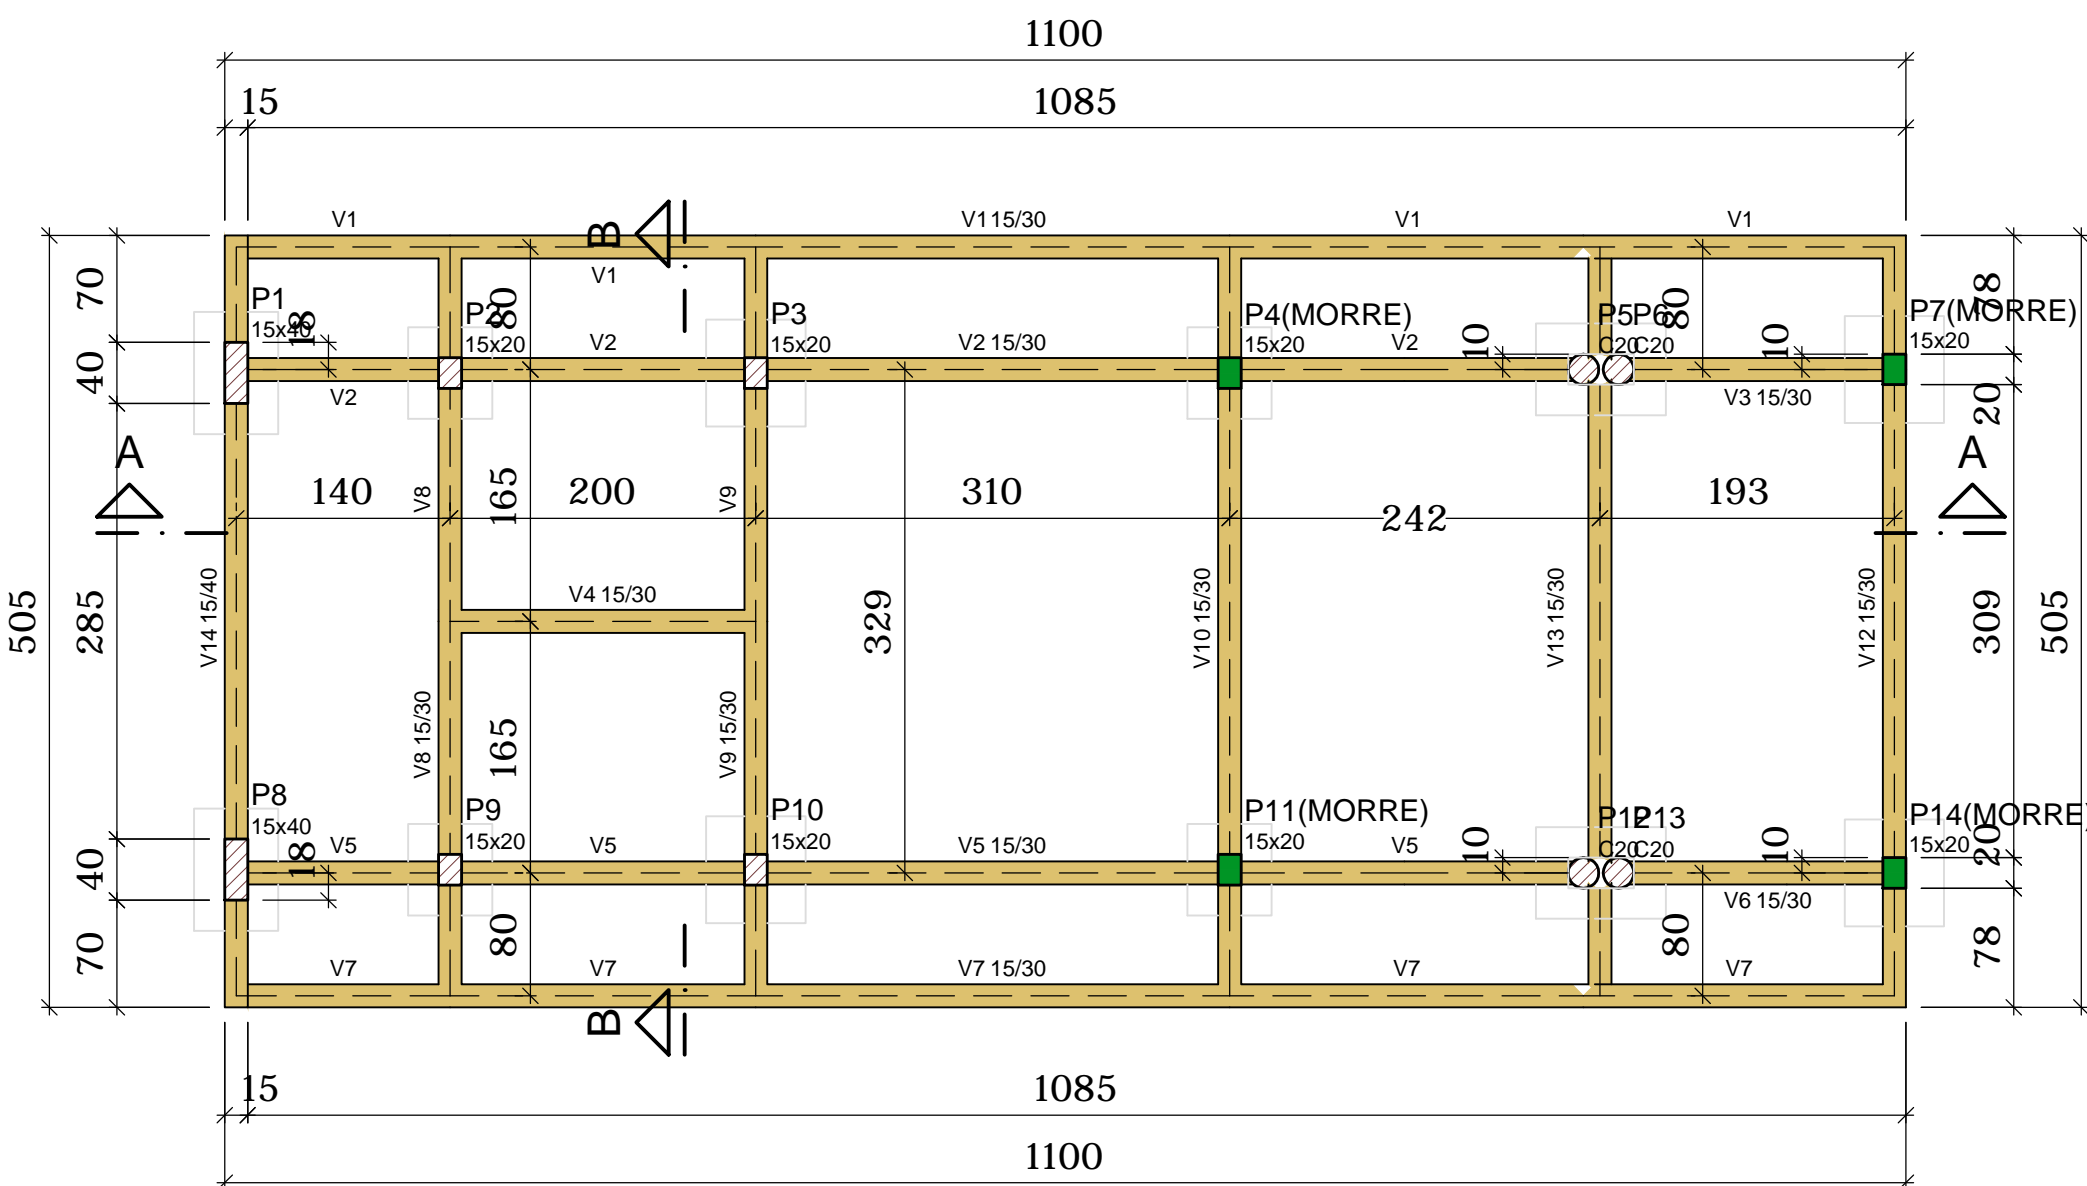 1100
15
1085
B
V1
V1 15/30
V1
V1
V1
70
P1
15x40
18
P2
15x20
80
P3
15x20
P4(MORRE)
15x20
P5
C20
P6
C20
80
P7(MORRE)
15x20
78
V2
V2 15/30
V2
10
10
40
V2
V3 15/30
20
A
A
140
V8
165
200
V9
310
242
193
505
285
V14 15/40
V4 15/30
329
V10 15/30
V13 15/30
V12 15/30
309
505
V8 15/30
165
V9 15/30
P8
15x40
P9
15x20
P10
15x20
P11(MORRE)
15x20
P12
C20
P13
C20
P14(MORRE)
15x20
40
18
V5
V5
V5 15/30
V5
10
10
20
V6 15/30
70
80
80
78
V7
V7
V7 15/30
V7
V7
B
15
1085
1100